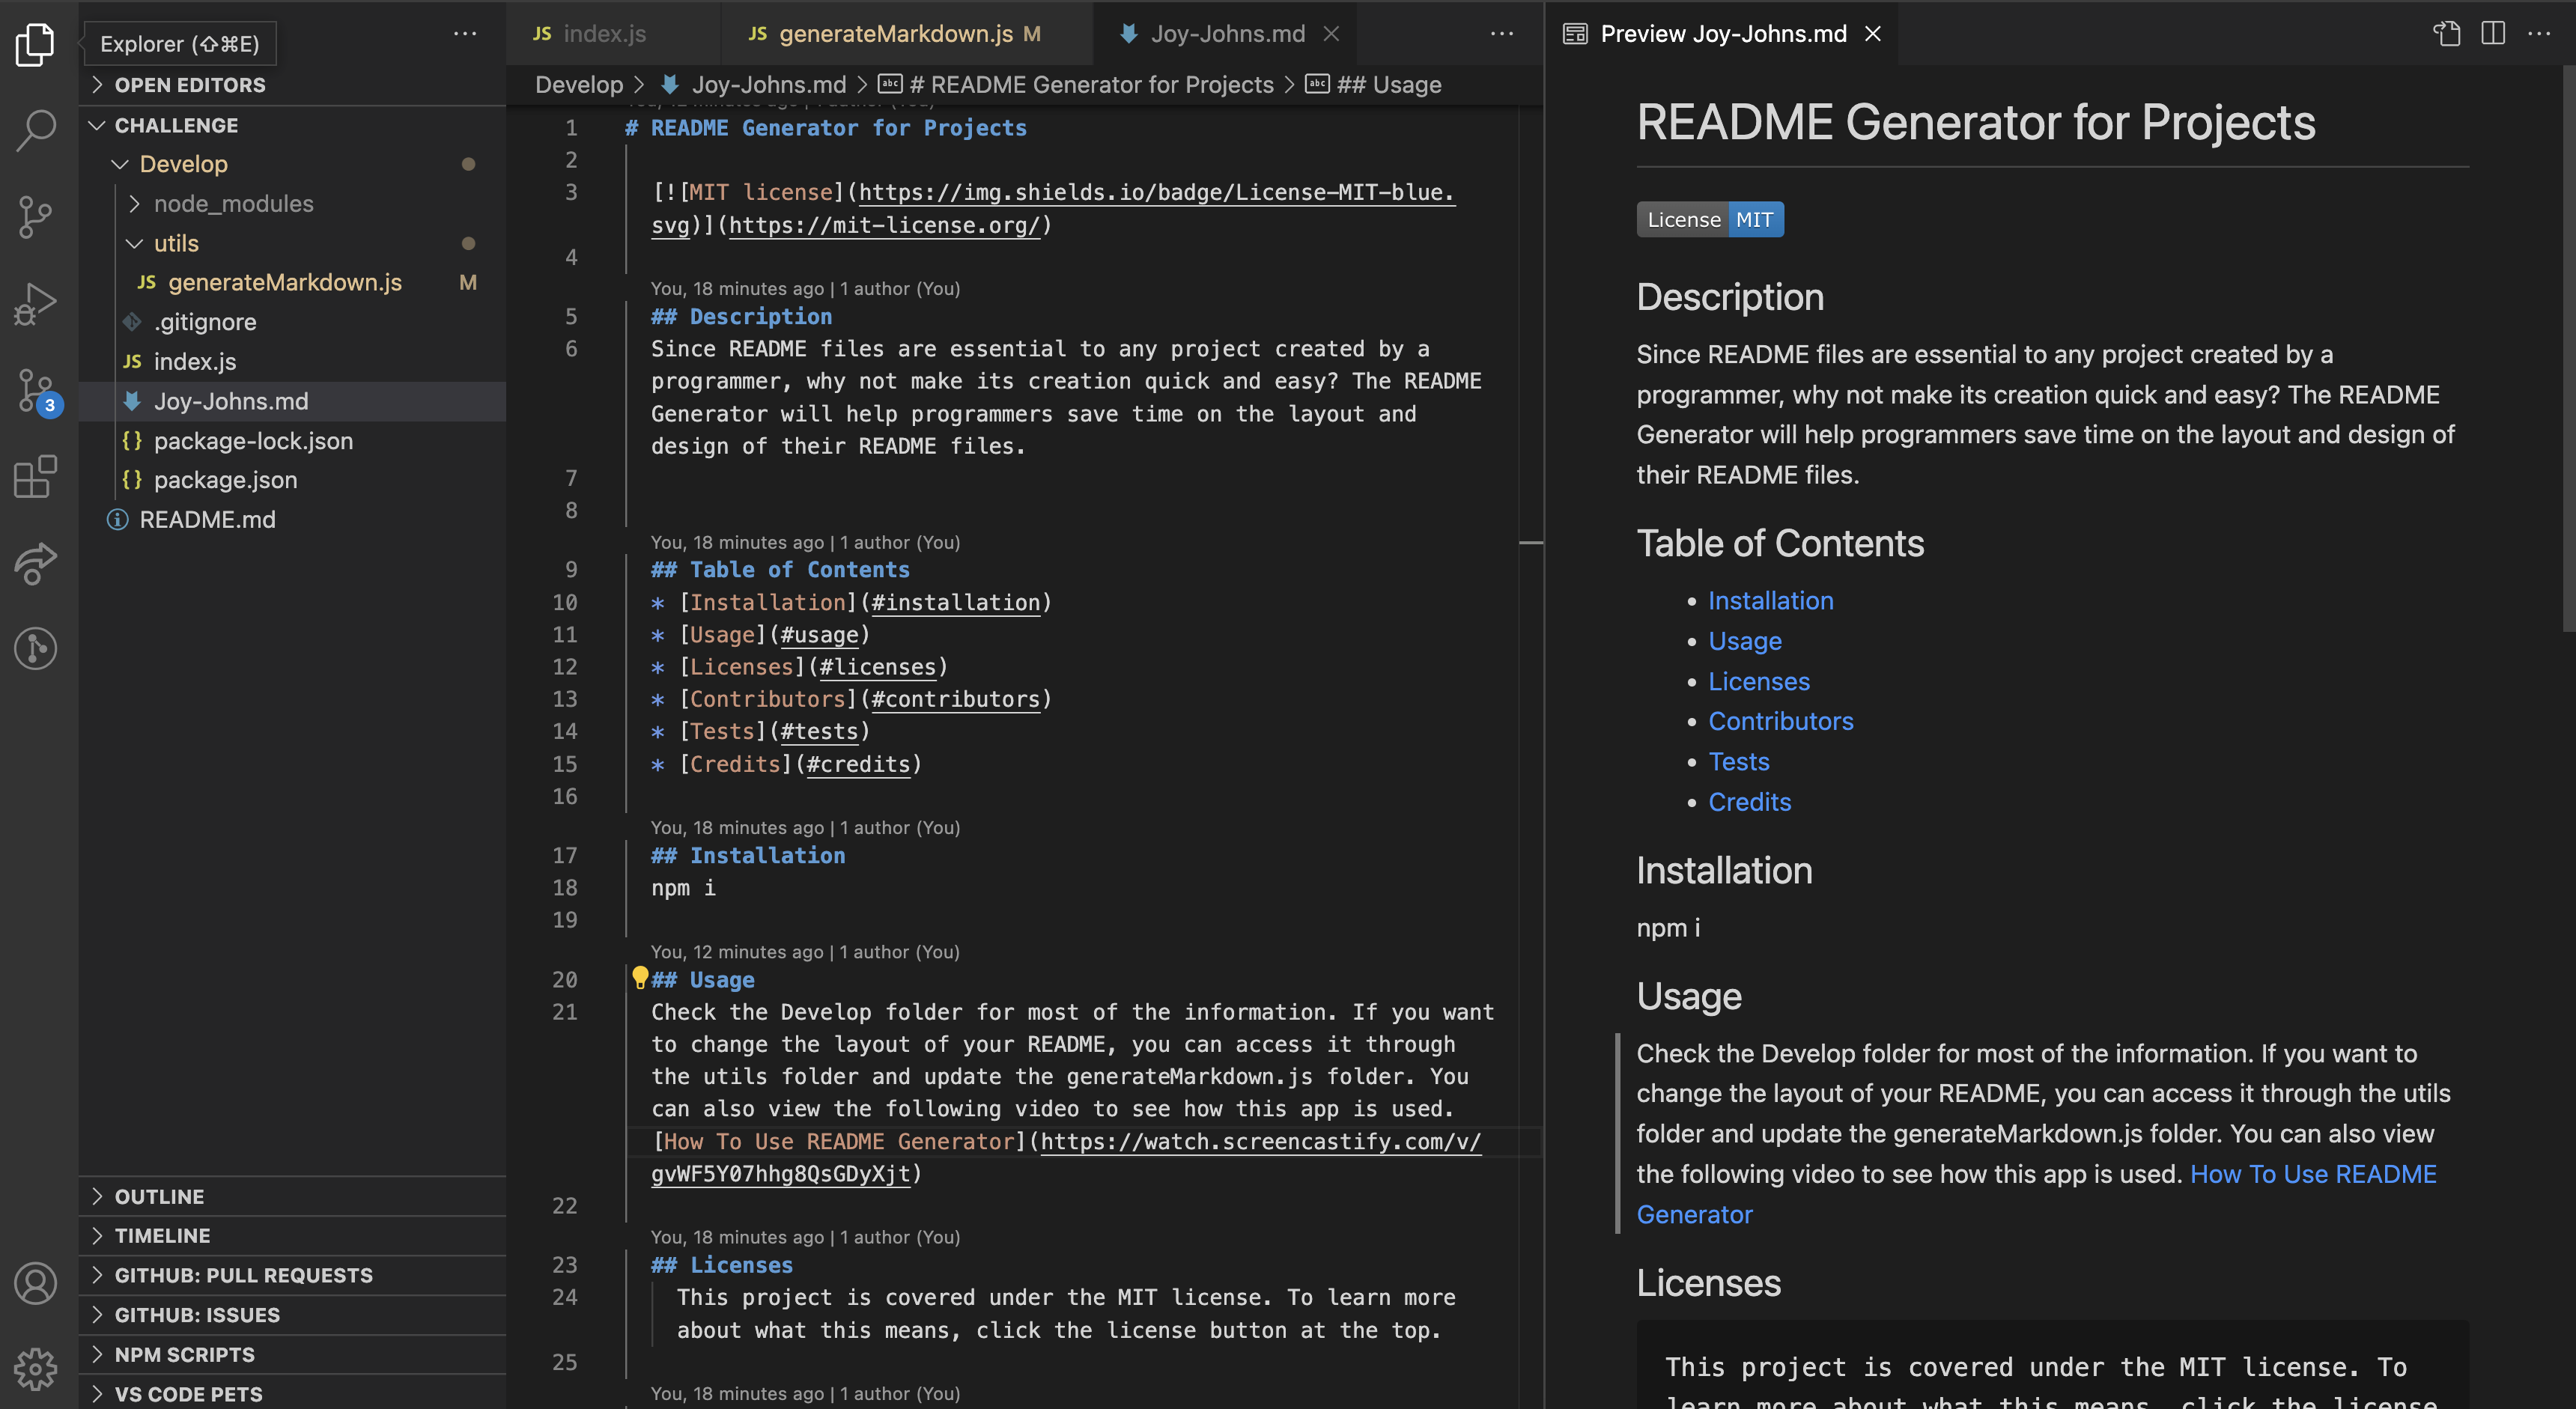 Explorer (⇧⌘E)
OPEN EDITORS
CHALLENGE
Develop
node_modules
utils
JS generateMarkdown.js M
.gitignore
JS index.js
Joy-Johns.md
{} package-lock.json
{} package.json
README.md
3
OUTLINE
TIMELINE
GITHUB: PULL REQUESTS
GITHUB: ISSUES
NPM SCRIPTS
VS CODE PETS
JS index.js
JS generateMarkdown.js M
Joy-Johns.md
Develop > Joy-Johns.md > abc # README Generator for Projects > abc ## Usage
1 # README Generator for Projects
2
3 [![MIT license](https://img.shields.io/badge/License-MIT-blue.
svg)](https://mit-license.org/)
4
You, 18 minutes ago | 1 author (You)
5 ## Description
6 Since README files are essential to any project created by a
programmer, why not make its creation quick and easy? The README
Generator will help programmers save time on the layout and
design of their README files.
7
8
You, 18 minutes ago | 1 author (You)
9 ## Table of Contents
10 * [Installation](#installation)
11 * [Usage](#usage)
12 * [Licenses](#licenses)
13 * [Contributors](#contributors)
14 * [Tests](#tests)
15 * [Credits](#credits)
16
You, 18 minutes ago | 1 author (You)
17 ## Installation
18 npm i
19
You, 12 minutes ago | 1 author (You)
20 ## Usage
21 Check the Develop folder for most of the information. If you want
to change the layout of your README, you can access it through
the utils folder and update the generateMarkdown.js folder. You
can also view the following video to see how this app is used.
[How To Use README Generator](https://watch.screencastify.com/v/
gvWF5Y07hhg8QsGDyXjt)
22
You, 18 minutes ago | 1 author (You)
23 ## Licenses
24 This project is covered under the MIT license. To learn more
about what this means, click the license button at the top.
25
You, 18 minutes ago | 1 author (You)
Preview Joy-Johns.md
README Generator for Projects
License MIT
Description
Since README files are essential to any project created by a
programmer, why not make its creation quick and easy? The README
Generator will help programmers save time on the layout and design of
their README files.
Table of Contents
• Installation
• Usage
• Licenses
• Contributors
• Tests
• Credits
Installation
npm i
Usage
Check the Develop folder for most of the information. If you want to
change the layout of your README, you can access it through the utils
folder and update the generateMarkdown.js folder. You can also view
the following video to see how this app is used. How To Use README
Generator
Licenses
This project is covered under the MIT license. To
learn more about what this means, click the license